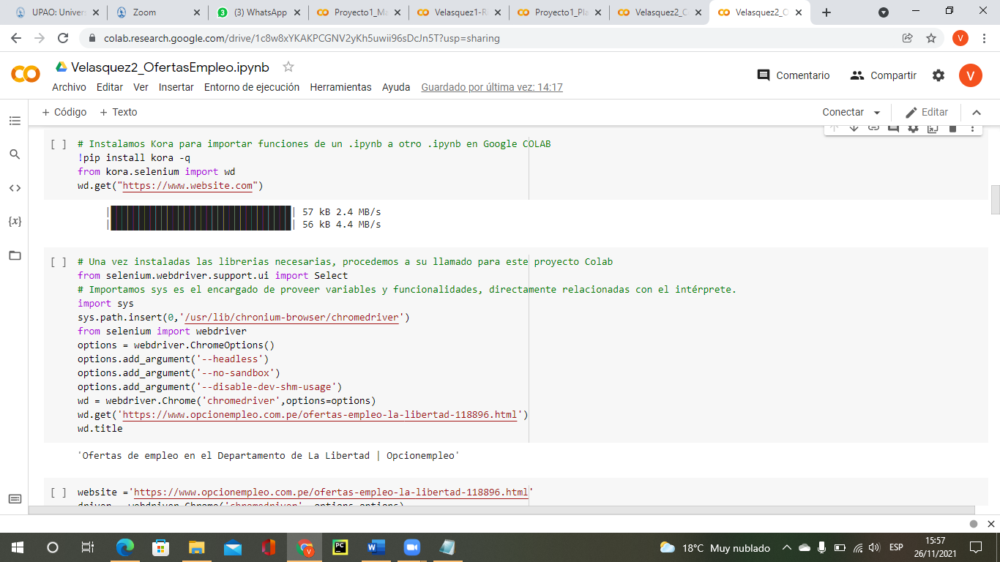 UPAO: Univers
Zoom
(3) WhatsApp
Proyecto1_Ma
Velasquez1-R
Proyecto1_Pla
Velasquez2_O
Velasquez2_O
colab.research.google.com/drive/1c8w8xYKAKPCGNV2yKh5uwii96sDcJn5T?usp=sharing
V
Velasquez2_OfertasEmpleo.ipynb
Archivo Editar Ver Insertar Entorno de ejecución Herramientas Ayuda Guardado por última vez: 14:17
Comentario Compartir V
+ Código + Texto
Conectar Editar
[ ] # Instalamos Kora para importar funciones de un .ipynb a otro .ipynb en Google COLAB
!pip install kora -q
from kora.selenium import wd
wd.get("https://www.website.com")
57 kB 2.4 MB/s
56 kB 4.4 MB/s
[ ] # Una vez instaladas las librerias necesarias, procedemos a su llamado para este proyecto Colab
from selenium.webdriver.support.ui import Select
# Importamos sys es el encargado de proveer variables y funcionalidades, directamente relacionadas con el intérprete.
import sys
sys.path.insert(0,'/usr/lib/chronium-browser/chromedriver')
from selenium import webdriver
options = webdriver.ChromeOptions()
options.add_argument('--headless')
options.add_argument('--no-sandbox')
options.add_argument('--disable-dev-shm-usage')
wd = webdriver.Chrome('chromedriver',options=options)
wd.get('https://www.opcionempleo.com.pe/ofertas-empleo-la-libertad-118896.html')
wd.title
'Ofertas de empleo en el Departamento de La Libertad | Opcionempleo'
[ ] website ='https://www.opcionempleo.com.pe/ofertas-empleo-la-libertad-118896.html'
18°C Muy nublado
ESP
15:57
26/11/2021